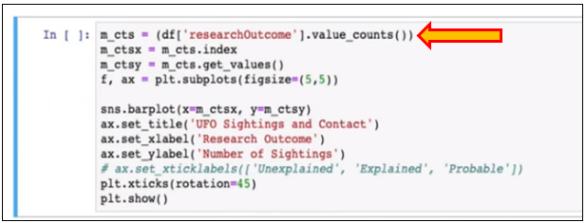 In [ ]: m_cts = (df['researchOutcome'].value_counts())
m_ctsx = m_cts.index
m_ctsy = m_cts.get_values()
f, ax = plt.subplots(figsize=(5,5))
sns.barplot(x=m_ctsx, y=m_ctsy)
ax.set_title('UFO Sightings and Contact')
ax.set_xlabel('Research Outcome')
ax.set_ylabel('Number of Sightings')
# ax.set_xticklabels(['Unexplained', 'Explained', 'Probable'])
plt.xticks(rotation=45)
plt.show()